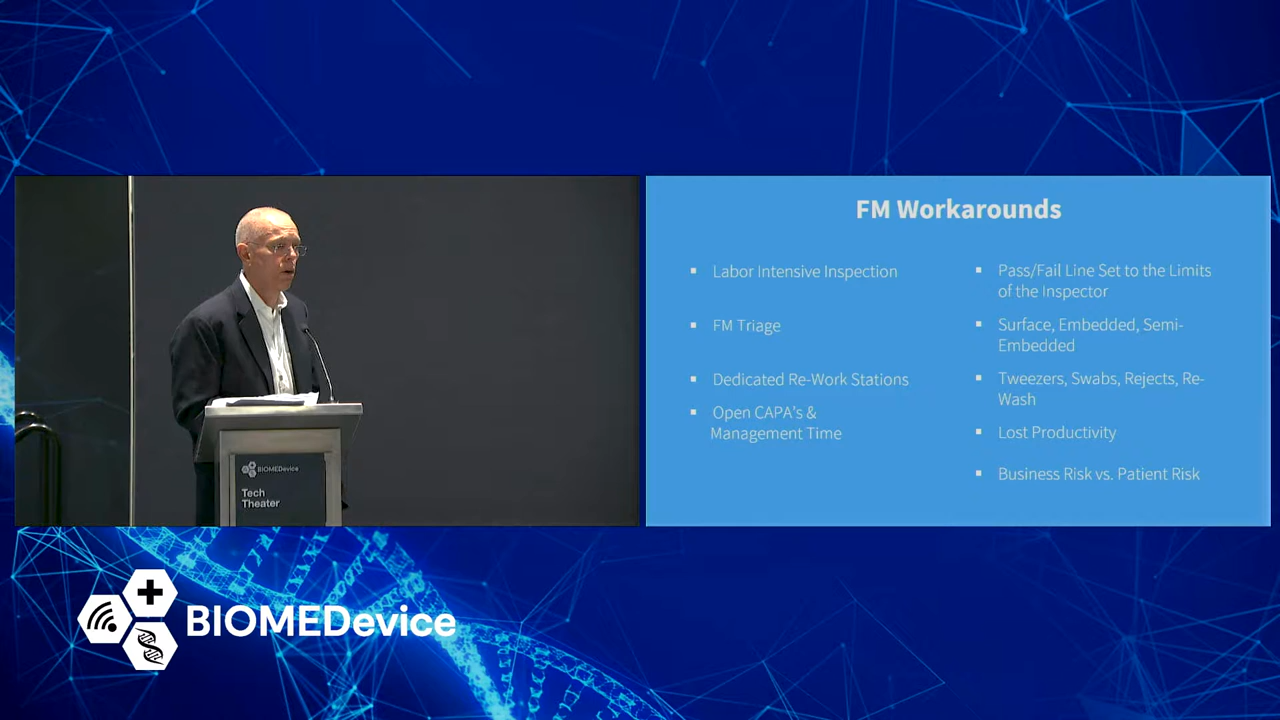 FM Workarounds
▪ Labor Intensive Inspection
▪ FM Triage
▪ Dedicated Re-Work Stations
▪ Open CAPA's &
Management Time
▪ Pass/Fail Line Set to the Limits
of the Inspector
▪ Surface, Embedded, Semi-
Embedded
▪ Tweezers, Swabs, Rejects, Re-
Wash
▪ Lost Productivity
▪ Business Risk vs. Patient Risk
BIOMEDevice
Tech
Theater
BIOMEDevice